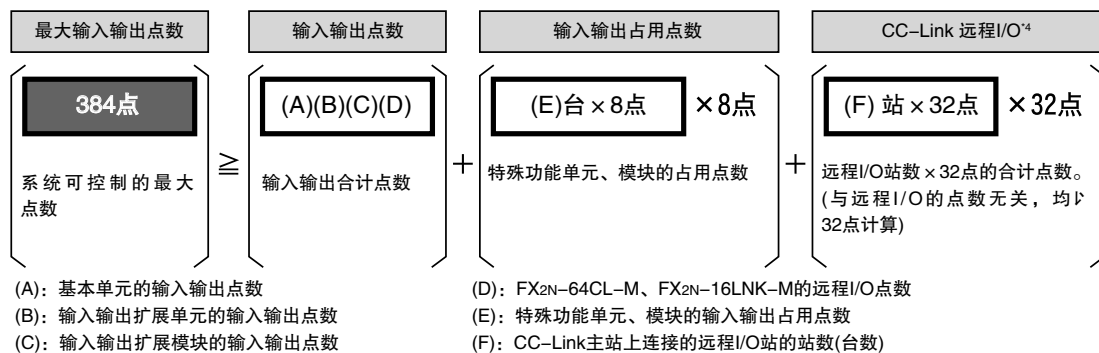 最大输入输出点数
输入输出点数
输入输出占用点数
CC-Link 远程I/O*4
384点
(A)(B)(C)(D)
(E)台×8点
×8点
(F) 站×32点
×32点
≧
+
+
系统可控制的最大
点数
输入输出合计点数
特殊功能单元、模块的占用点数
远程I/O站数×32点的合计点数。
(与远程I/O的点数无关，均以
32点计算)
(A)：基本单元的输入输出点数
(B)：输入输出扩展单元的输入输出点数
(C)：输入输出扩展模块的输入输出点数
(D)：FX2N-64CL-M、FX2N-16LNK-M的远程I/O点数
(E)：特殊功能单元、模块的输入输出占用点数
(F)：CC-Link主站上连接的远程I/O站的站数(台数)